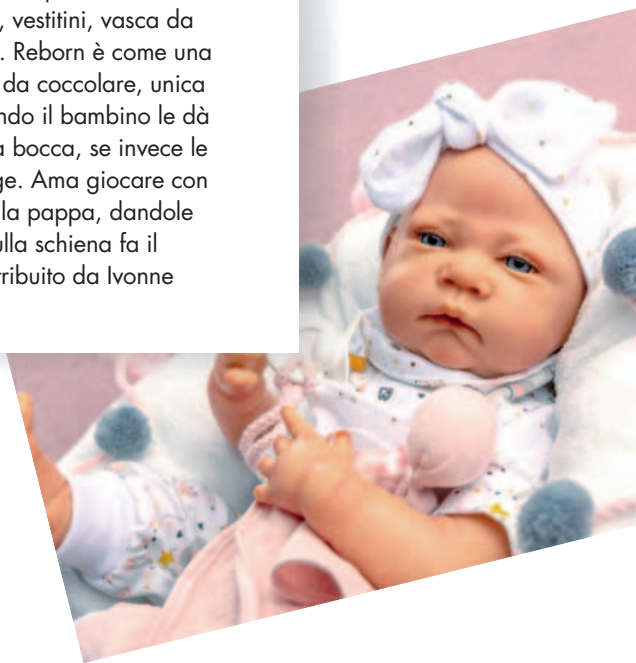 , vestitini, vasca da
. Reborn è come una
da coccolare, unica
ndo il bambino le dà
a bocca, se invece le
ge. Ama giocare con
la pappa, dandole
ulla schiena fa il
tribuito da Ivonne